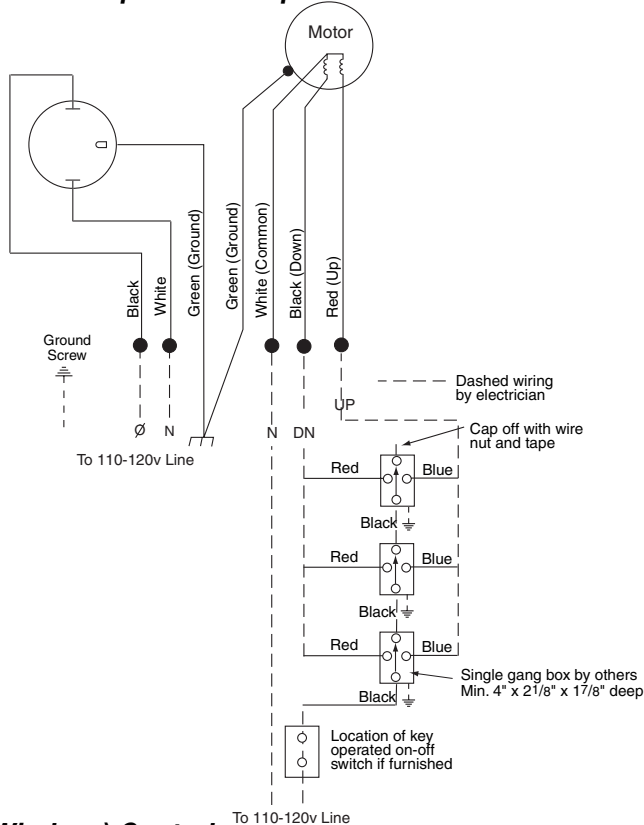 Motor
Black
White
Green (Ground)
Green (Ground)
White (Common)
Black (Down)
Red (Up)
Ground
Screw
Dashed wiring
by electrician
UP
Ø
N
N
DN
To 110-120v Line
Cap off with wire
nut and tape
Red
Blue
Black
Red
Blue
Black
Red
Blue
Single gang box by others
Min. 4" x 21/8" x 17/8" deep
Black
Location of key
operated on-off
switch if furnished
To 110-120v Line